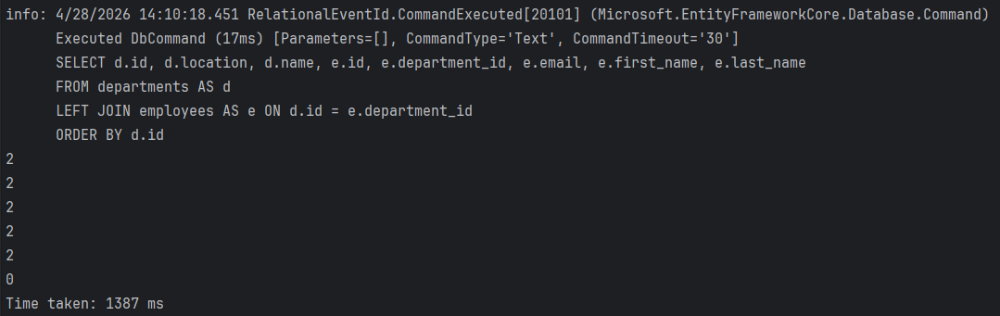 info: 4/28/2026 14:10:18.451 RelationalEventId.CommandExecuted[20101] (Microsoft.EntityFrameworkCore.Database.Command)
Executed DbCommand (17ms) [Parameters=[], CommandType='Text', CommandTimeout='30']
SELECT d.id, d.location, d.name, e.id, e.department_id, e.email, e.first_name, e.last_name
FROM departments AS d
LEFT JOIN employees AS e ON d.id = e.department_id
ORDER BY d.id
2
2
2
2
2
0
Time taken: 1387 ms